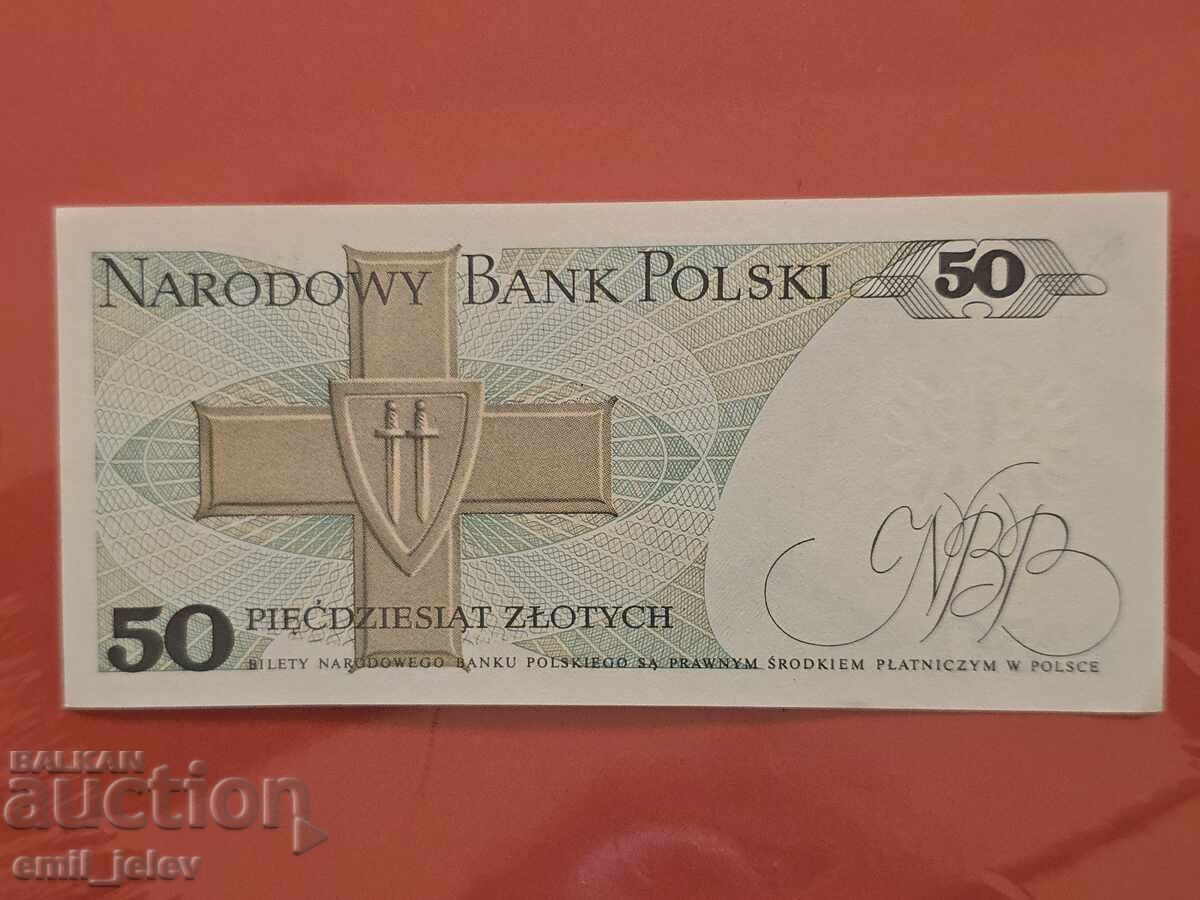 NARODOWY BANK POLSKI 50
NBP
50 PIĘĆDZIESIĄT ZŁOTYCH
BILETY NARODOWEGO BANKU POLSKIEGO SĄ PRAWNYM ŚRODKIEM PŁATNICZYM W POLSCE
BALKAN
auction
emil_jelev